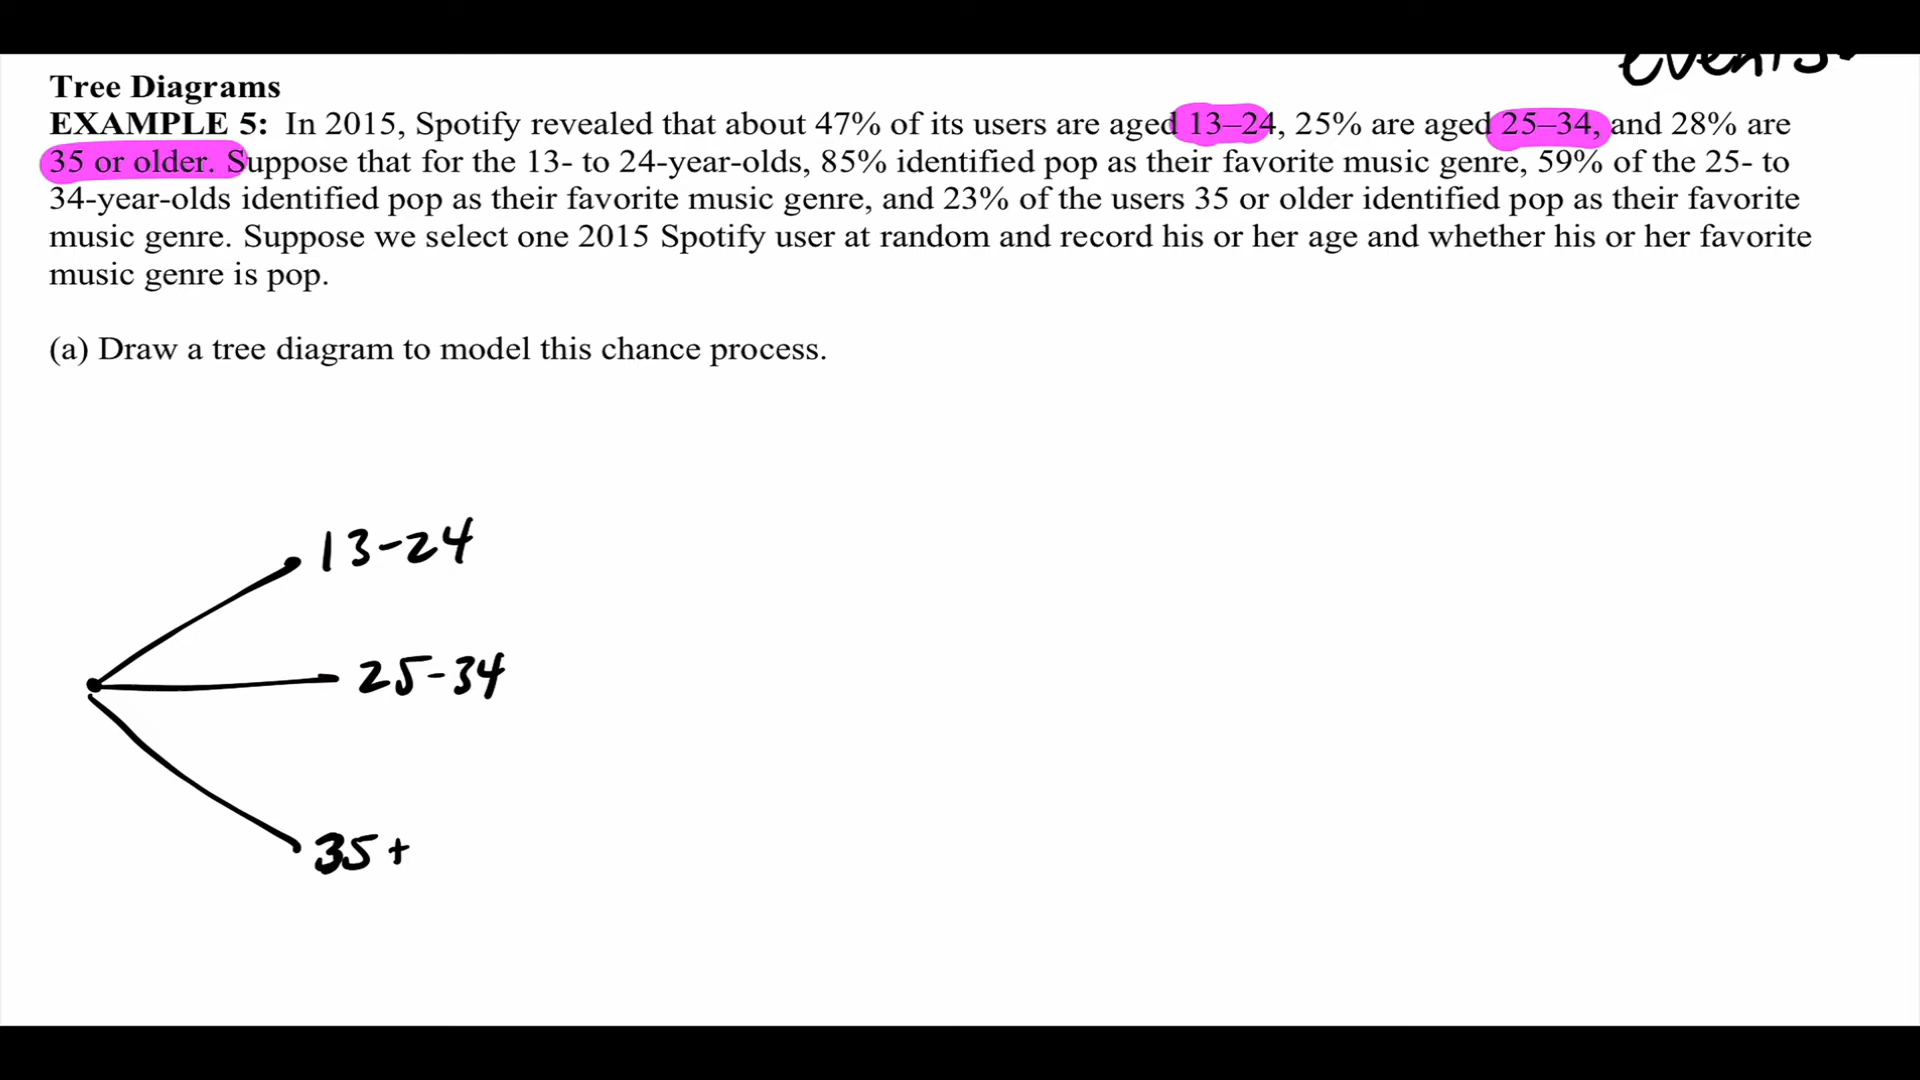 events.
Tree Diagrams
EXAMPLE 5: In 2015, Spotify revealed that about 47% of its users are aged 13–24, 25% are aged 25–34, and 28% are
35 or older. Suppose that for the 13- to 24-year-olds, 85% identified pop as their favorite music genre, 59% of the 25- to
34-year-olds identified pop as their favorite music genre, and 23% of the users 35 or older identified pop as their favorite
music genre. Suppose we select one 2015 Spotify user at random and record his or her age and whether his or her favorite
music genre is pop.
(a) Draw a tree diagram to model this chance process.
13-24
25-34
35+